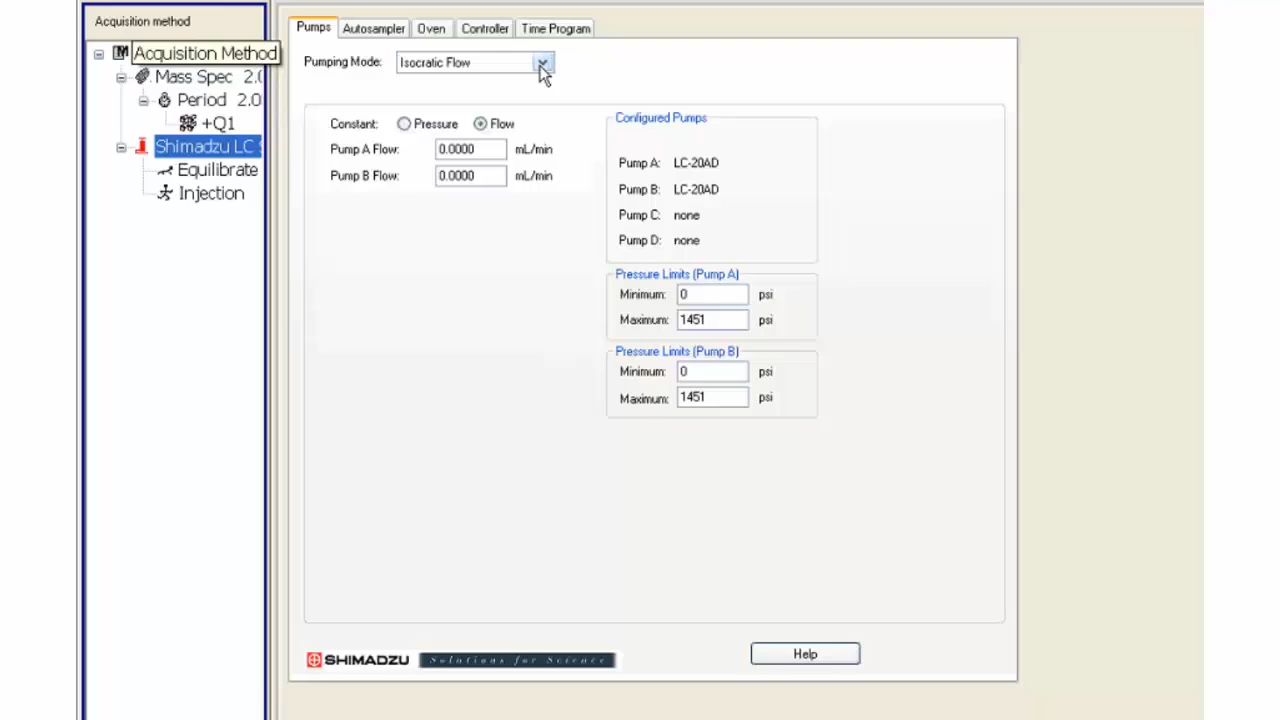 Acquisition method
Acquisition Method
Mass Spec 2.0
Period 2.0
+Q1
Shimadzu LC
Equilibrate
Injection
Pumps Autosampler Oven Controller Time Program
Pumping Mode: Isocratic Flow
Constant: Pressure Flow
Pump A Flow: 0.0000 mL/min
Pump B Flow: 0.0000 mL/min
Configured Pumps
Pump A: LC-20AD
Pump B: LC-20AD
Pump C: none
Pump D: none
Pressure Limits (Pump A)
Minimum: 0 psi
Maximum: 1451 psi
Pressure Limits (Pump B)
Minimum: 0 psi
Maximum: 1451 psi
SHIMADZU Solutions for Science
Help